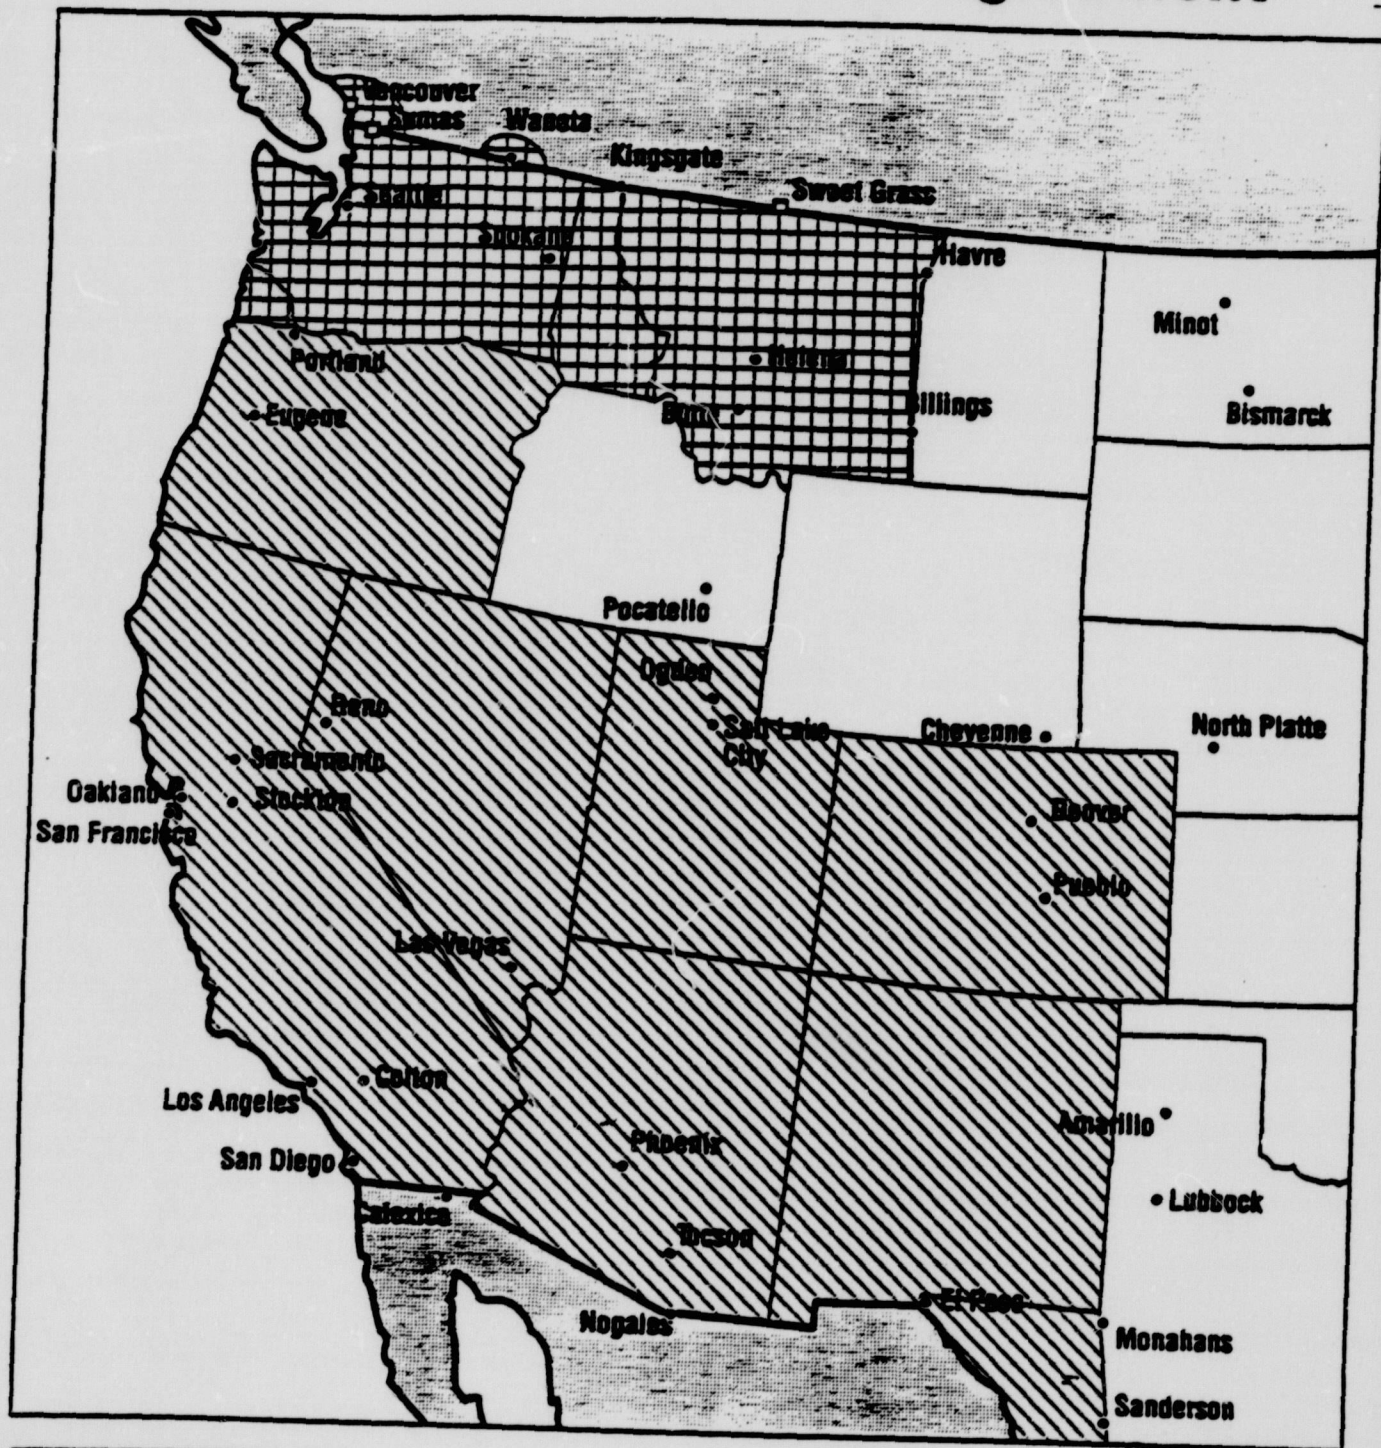 Vancouver
Sumas
Waneta
Kingsgate
Sweet Grass
Seattle
Spokane
Havre
Minot
Portland
Helena
Eugene
Butte
Billings
Bismarck
Pocatello
Ogden
Reno
Salt Lake
City
Cheyenne
North Platte
Sacramento
Oakland
Stockton
San Francisco
Denver
Pueblo
Las Vegas
Colton
Los Angeles
Amarillo
Phoenix
San Diego
Lubbock
Calexico
Tucson
El Paso
Nogales
Monahans
Sanderson